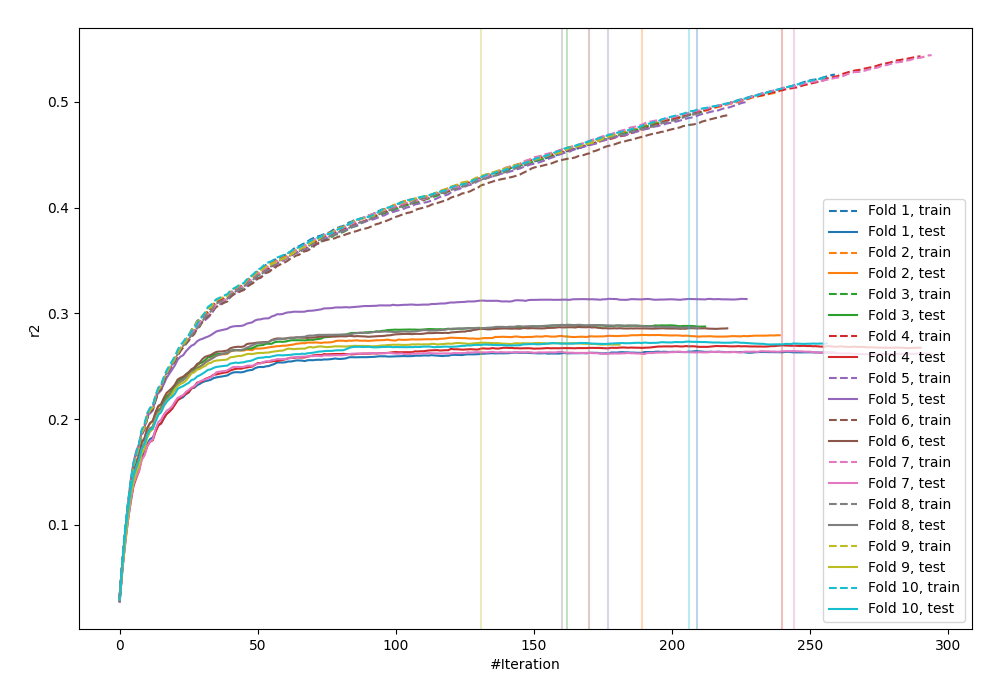 r2
0.5
0.4
0.3
0.2
0.1
0
50
100
150
200
250
300
#Iteration
Fold 1, train
Fold 1, test
Fold 2, train
Fold 2, test
Fold 3, train
Fold 3, test
Fold 4, train
Fold 4, test
Fold 5, train
Fold 5, test
Fold 6, train
Fold 6, test
Fold 7, train
Fold 7, test
Fold 8, train
Fold 8, test
Fold 9, train
Fold 9, test
Fold 10, train
Fold 10, test